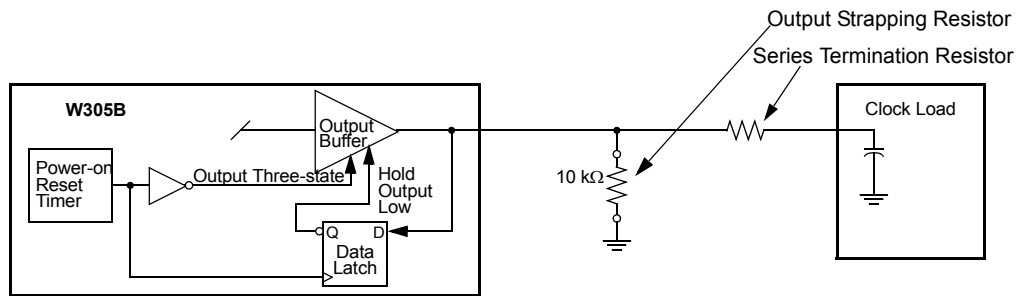 Output Strapping Resistor
Series Termination Resistor
W305B
Clock Load
Output
Buffer
Power-on
Reset
Timer
Output Three-state
Hold
Output
Low
10 kΩ
Q
D
Data
Latch